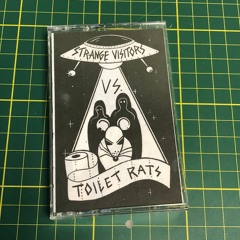 STRANGE VISITORS
VS.
TOILET RATS